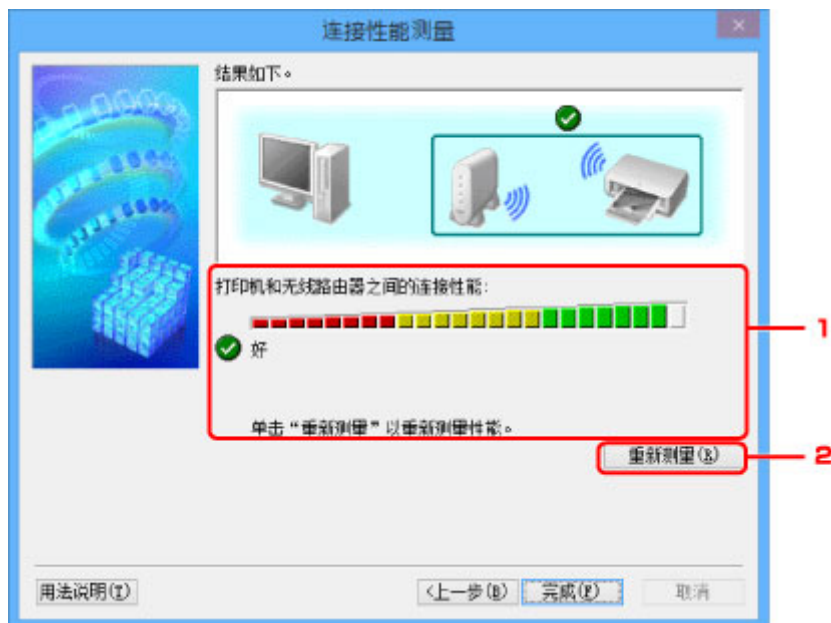 连接性能测量
结果如下。
打印机和无线路由器之间的连接性能:
好
单击“重新测量”以重新测量性能。
1
重新测量(R)
2
用法说明(I)
<上一步(B)
完成(F)
取消